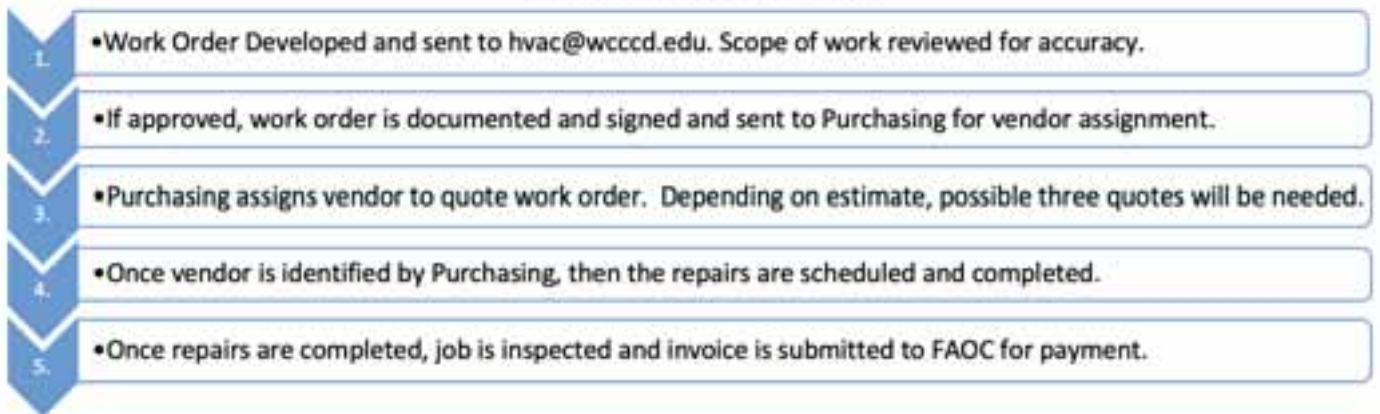 1.
•Work Order Developed and sent to hvac@wcccd.edu. Scope of work reviewed for accuracy.
2.
•If approved, work order is documented and signed and sent to Purchasing for vendor assignment.
3.
•Purchasing assigns vendor to quote work order.  Depending on estimate, possible three quotes will be needed.
4.
•Once vendor is identified by Purchasing, then the repairs are scheduled and completed.
5.
•Once repairs are completed, job is inspected and invoice is submitted to FAOC for payment.